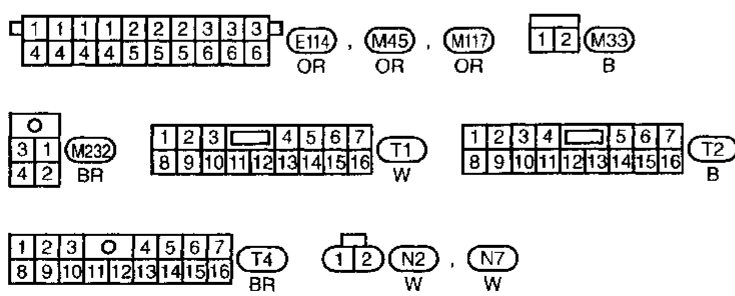 1 1 1 1 2 2 2 3 3 3
4 4 4 4 5 5 5 6 6 6
E114 , M45 , M117
OR OR OR
1 2 M33
B
3 1
4 2
M232
BR
1 2 3 4 5 6 7
8 9 10 11 12 13 14 15 16
T1
W
1 2 3 4 5 6 7
8 9 10 11 12 13 14 15 16
T2
B
1 2 3 4 5 6 7
8 9 10 11 12 13 14 15 16
T4
BR
1 2 N2 , N7
W W